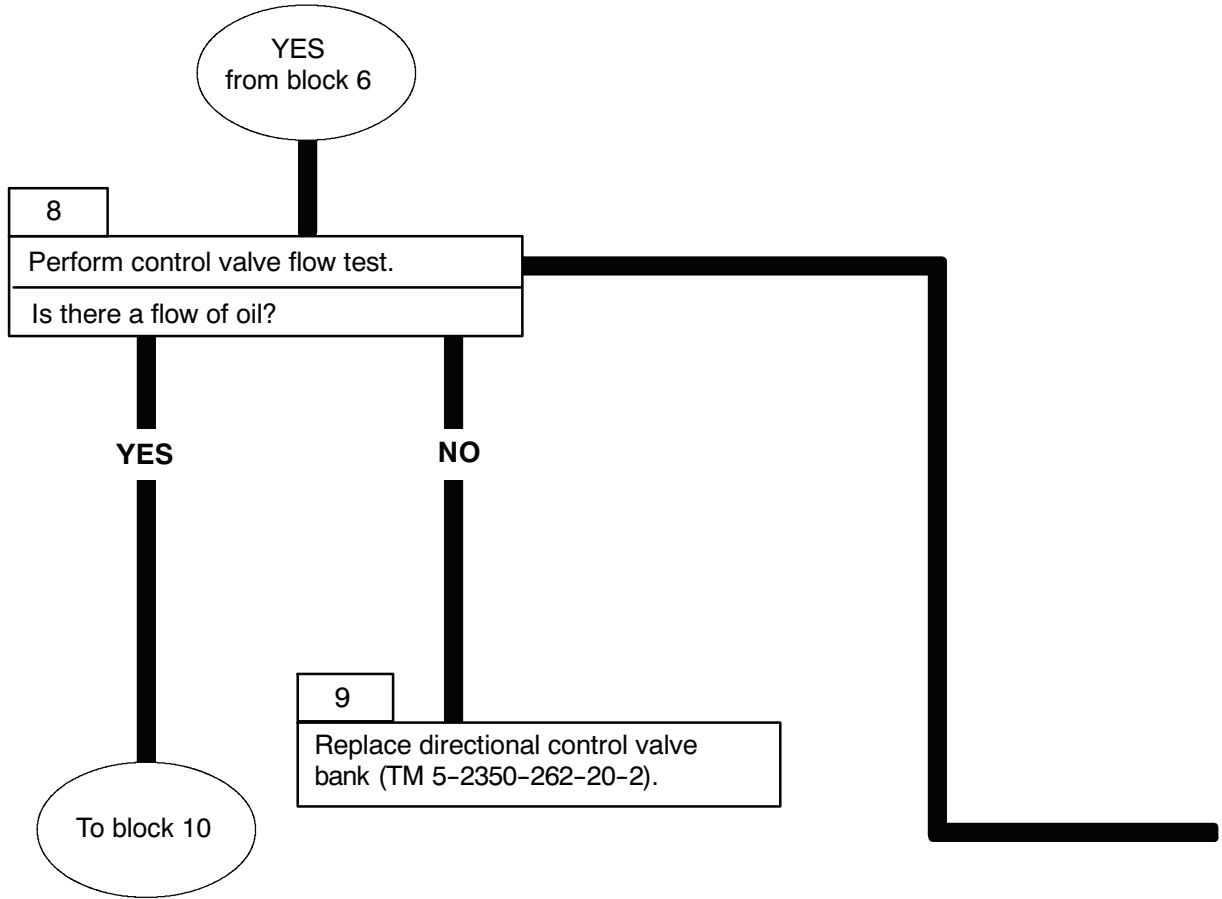 YES
from block 6
8
Perform control valve flow test.
Is there a flow of oil?
YES
NO
9
Replace directional control valve
bank (TM 5-2350-262-20-2).
To block 10